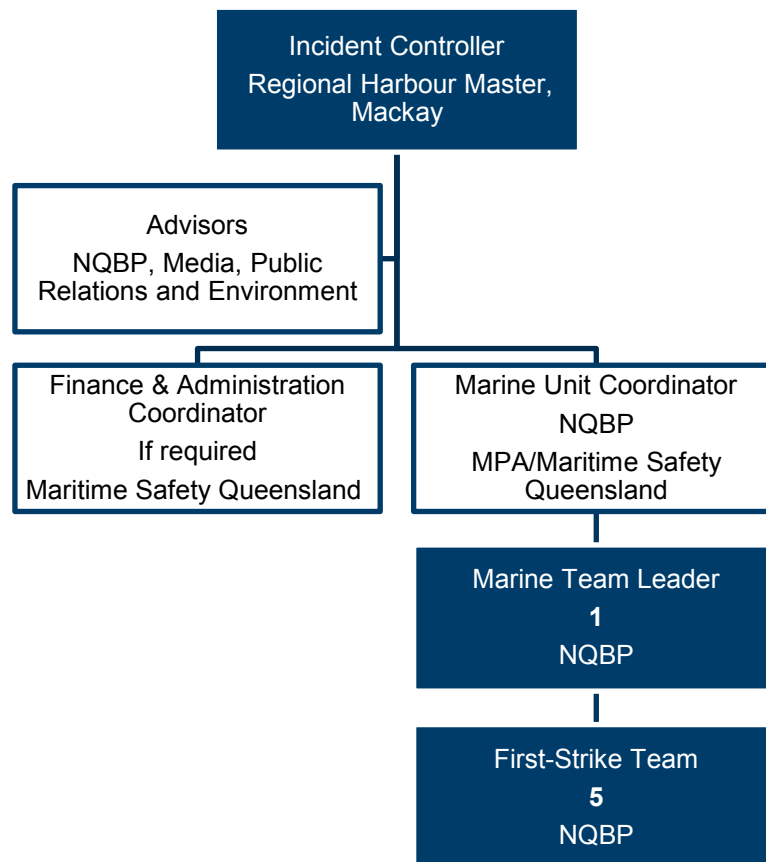 Incident Controller
Regional Harbour Master,
Mackay
Advisors
NQBP, Media, Public
Relations and Environment
Finance & Administration
Coordinator
If required
Maritime Safety Queensland
Marine Unit Coordinator
NQBP
MPA/Maritime Safety
Queensland
Marine Team Leader
1
NQBP
First-Strike Team
5
NQBP